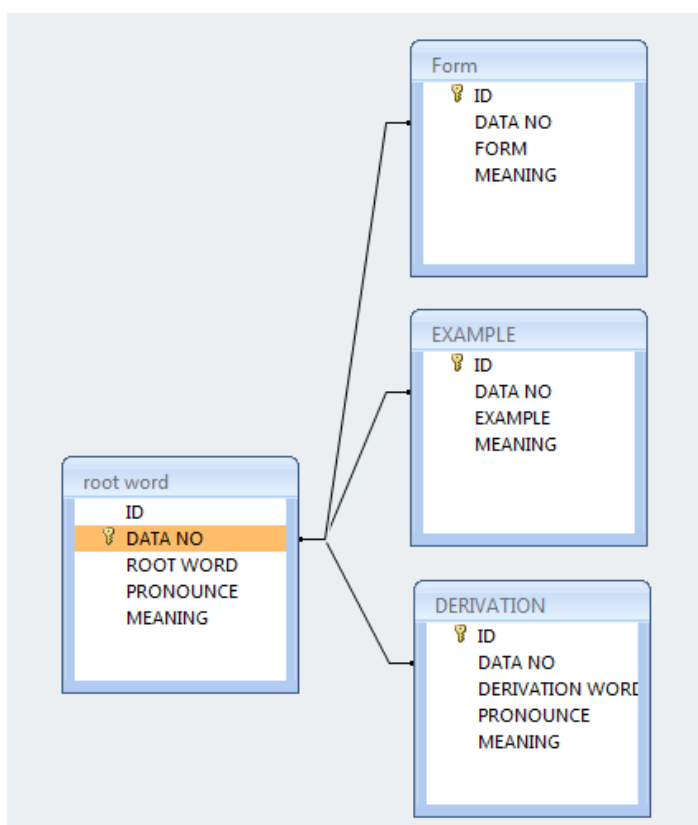 Form
ID
DATA NO
FORM
MEANING
EXAMPLE
ID
DATA NO
EXAMPLE
MEANING
root word
ID
DATA NO
ROOT WORD
PRONOUNCE
MEANING
DERIVATION
ID
DATA NO
DERIVATION WORD
PRONOUNCE
MEANING